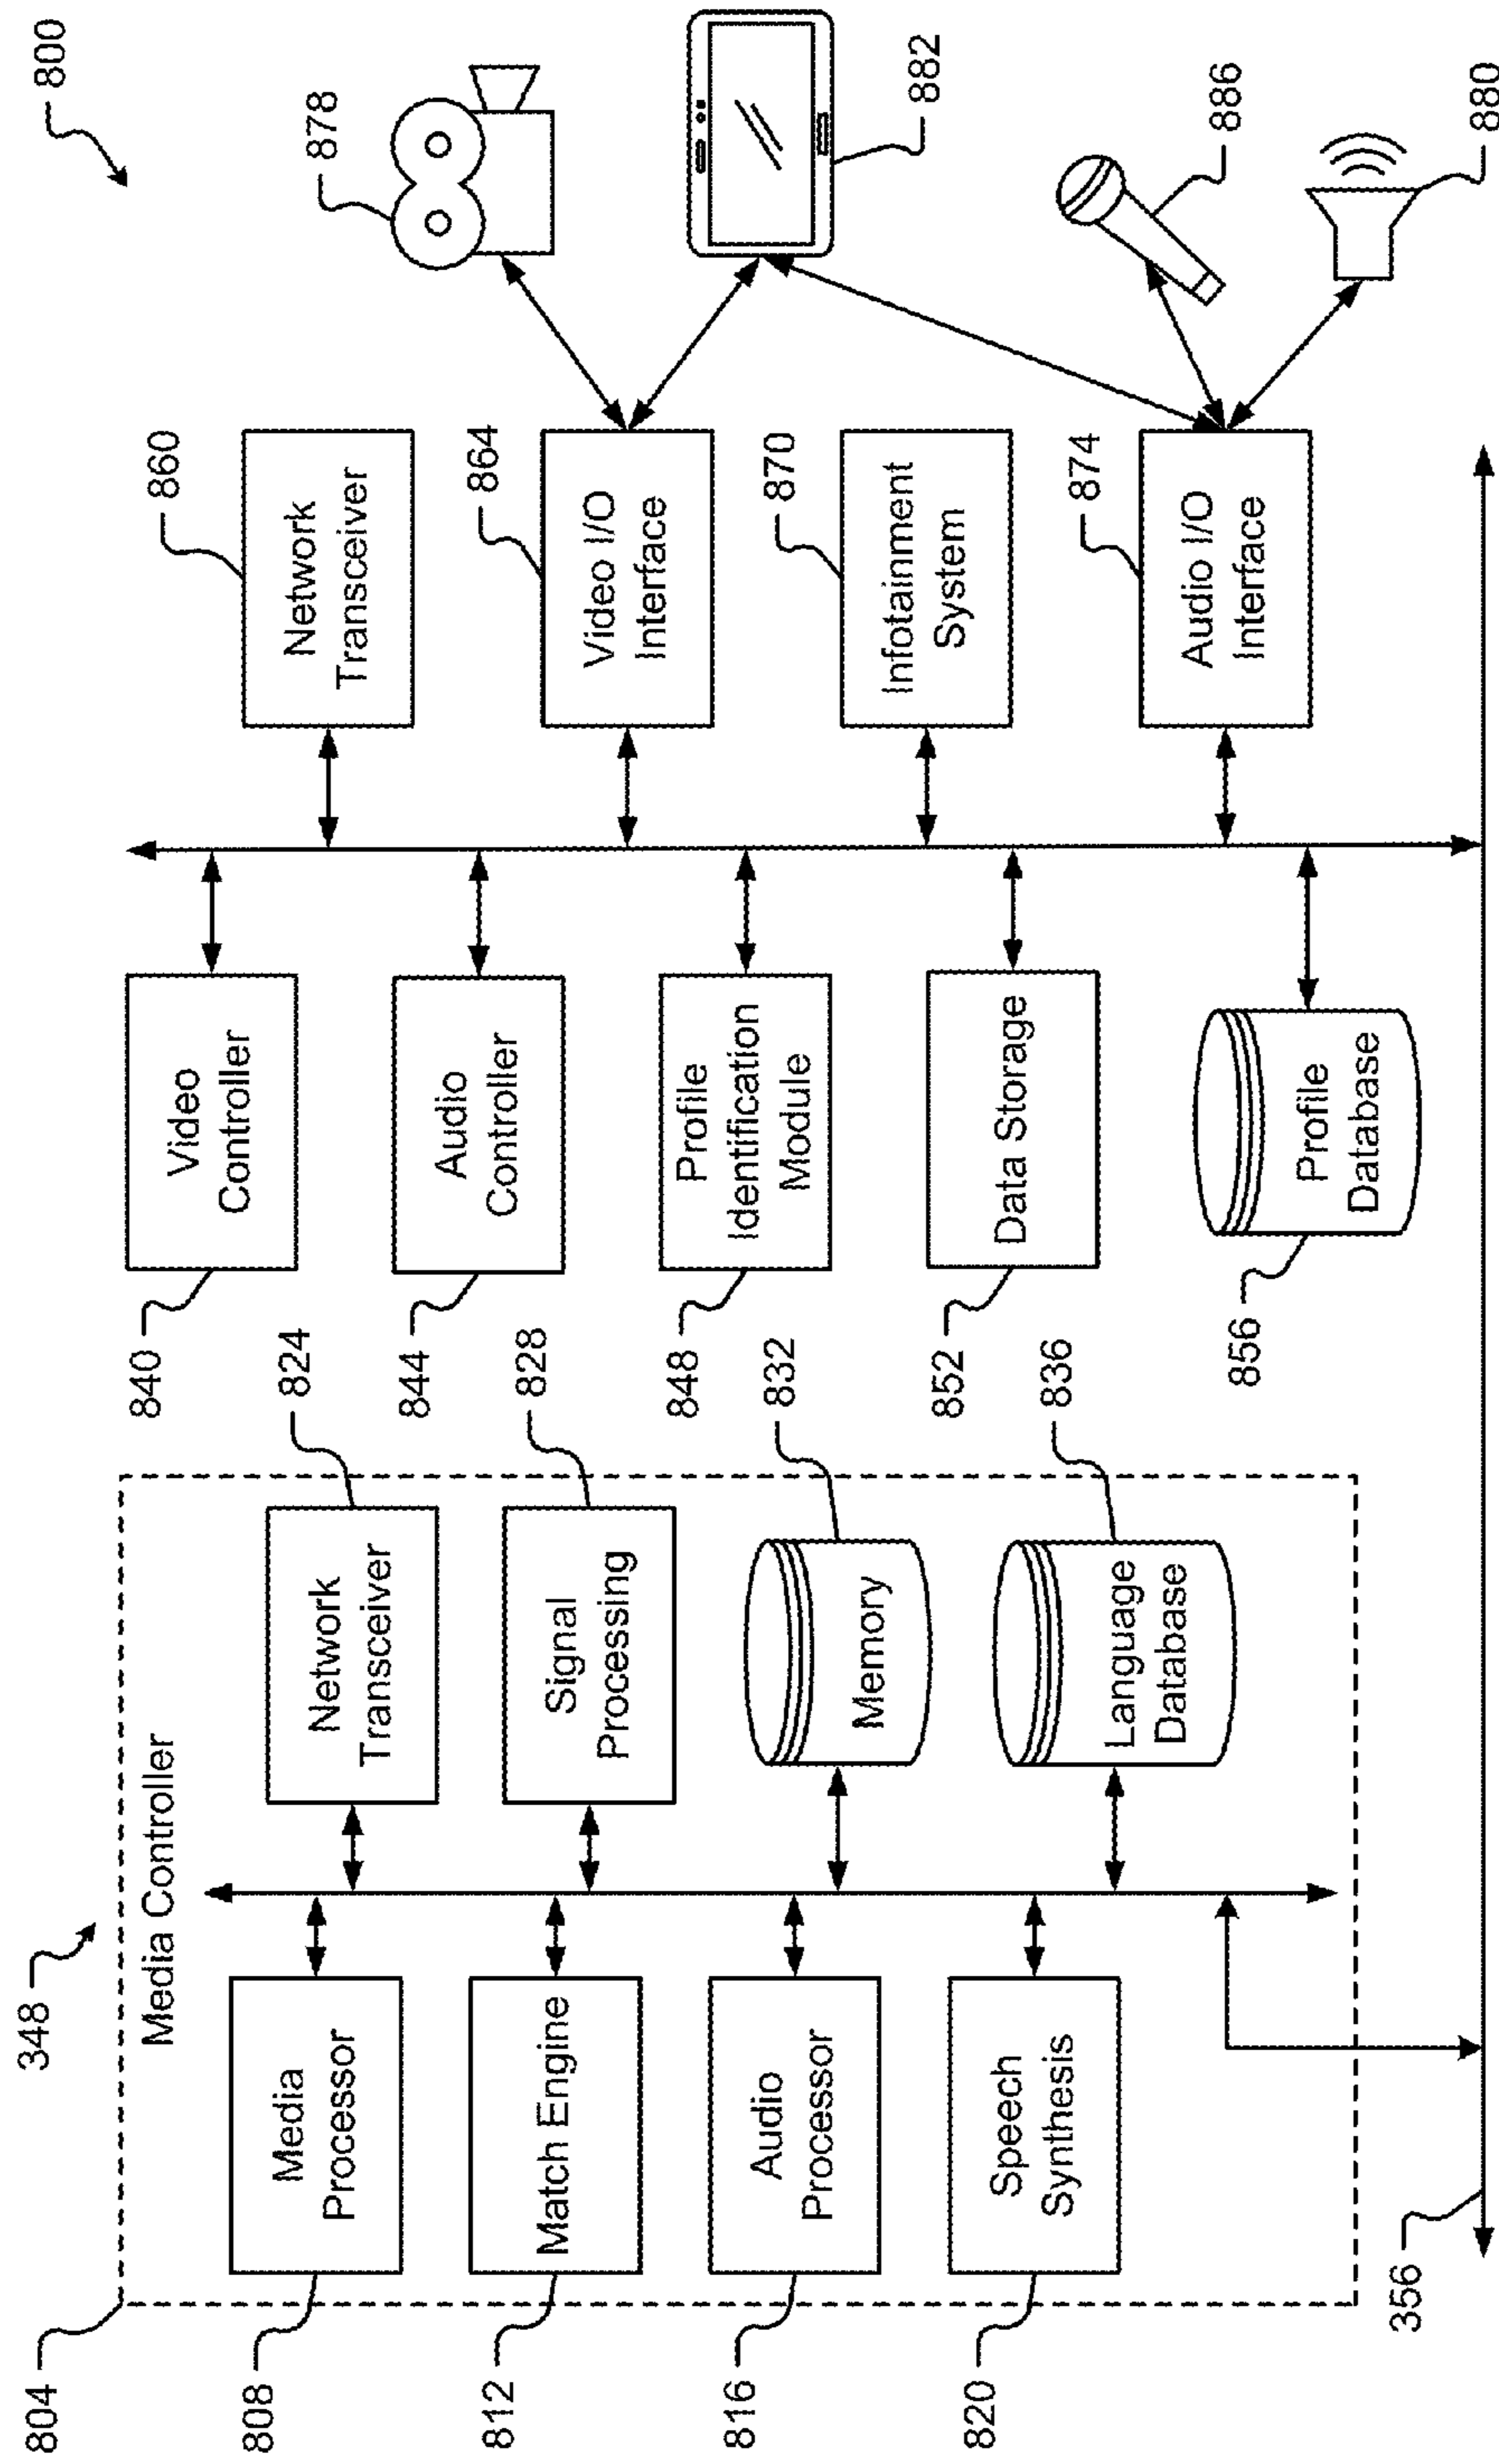 800
348
Media Controller
804
Media
Processor
808
Match Engine
812
Audio
Processor
816
Speech
Synthesis
820
Network
Transceiver
824
Signal
Processing
828
Memory
832
Language
Database
836
Video
Controller
840
Audio
Controller
844
Profile
Identification
Module
848
Data Storage
852
Profile
Database
856
Network
Transceiver
860
Video I/O
Interface
864
Infotainment
System
870
Audio I/O
Interface
874
878
882
886
880
356